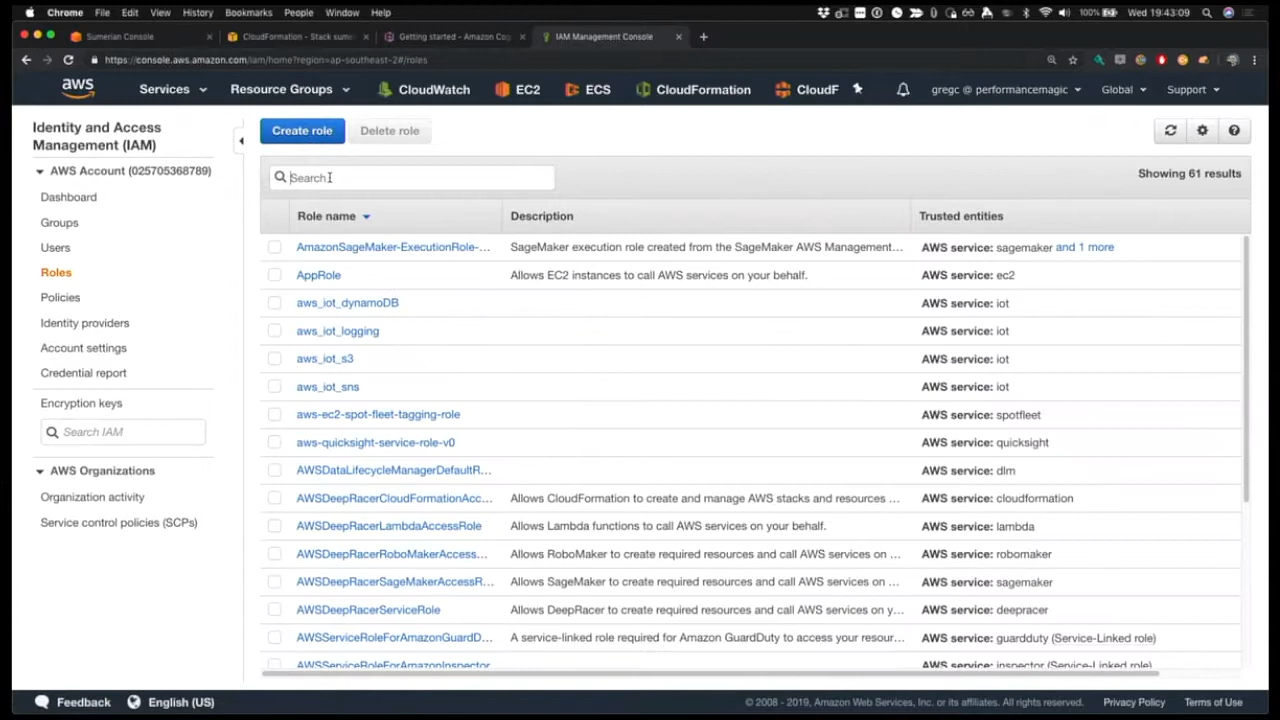 Chrome File Edit View History Bookmarks People Window Help 100% Wed 19:43:09
Sumerian Console × CloudFormation - Stack sume × Getting started - Amazon Cog × IAM Management Console × +
https://console.aws.amazon.com/iam/home?region=ap-southeast-2#/roles
aws Services Resource Groups CloudWatch EC2 ECS CloudFormation CloudF gregc @ performancemagic Global Support
Identity and Access
Management (IAM)
AWS Account (025705368789)
Dashboard
Groups
Users
Roles
Policies
Identity providers
Account settings
Credential report
Encryption keys
Search IAM
AWS Organizations
Organization activity
Service control policies (SCPs)
Create role Delete role
Search
Showing 61 results
Role name Description Trusted entities
AmazonSageMaker-ExecutionRole-... SageMaker execution role created from the SageMaker AWS Management... AWS service: sagemaker and 1 more
AppRole Allows EC2 instances to call AWS services on your behalf. AWS service: ec2
aws_iot_dynamoDB AWS service: iot
aws_iot_logging AWS service: iot
aws_iot_s3 AWS service: iot
aws_iot_sns AWS service: iot
aws-ec2-spot-fleet-tagging-role AWS service: spotfleet
aws-quicksight-service-role-v0 AWS service: quicksight
AWSDataLifecycleManagerDefaultR... AWS service: dlm
AWSDeepRacerCloudFormationAcc... Allows CloudFormation to create and manage AWS stacks and resources ... AWS service: cloudformation
AWSDeepRacerLambdaAccessRole Allows Lambda functions to call AWS services on your behalf. AWS service: lambda
AWSDeepRacerRoboMakerAccess... Allows RoboMaker to create required resources and call AWS services on ... AWS service: robomaker
AWSDeepRacerSageMakerAccessR... Allows SageMaker to create required resources and call AWS services on ... AWS service: sagemaker
AWSDeepRacerServiceRole Allows DeepRacer to create required resources and call AWS services on y... AWS service: deepracer
AWSServiceRoleForAmazonGuardD... A service-linked role required for Amazon GuardDuty to access your resour... AWS service: guardduty (Service-Linked role)
AWSServiceRoleForAmazonInspector AWS service: inspector (Service-Linked role)
Feedback English (US) © 2008 - 2019, Amazon Web Services, Inc. or its affiliates. All rights reserved. Privacy Policy Terms of Use